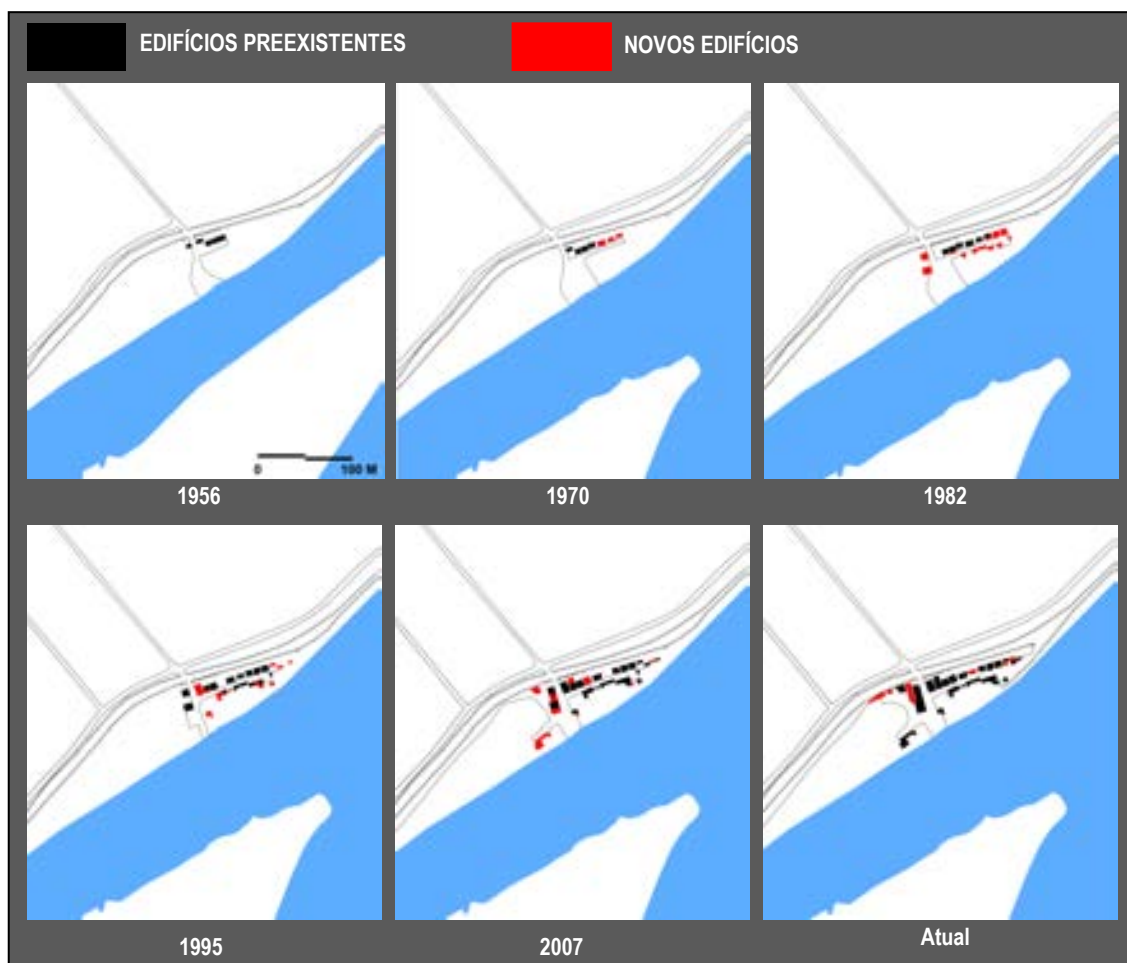 EDIFÍCIOS PREEXISTENTES
NOVOS EDIFÍCIOS
0 100 M
1956
1970
1982
1995
2007
Atual